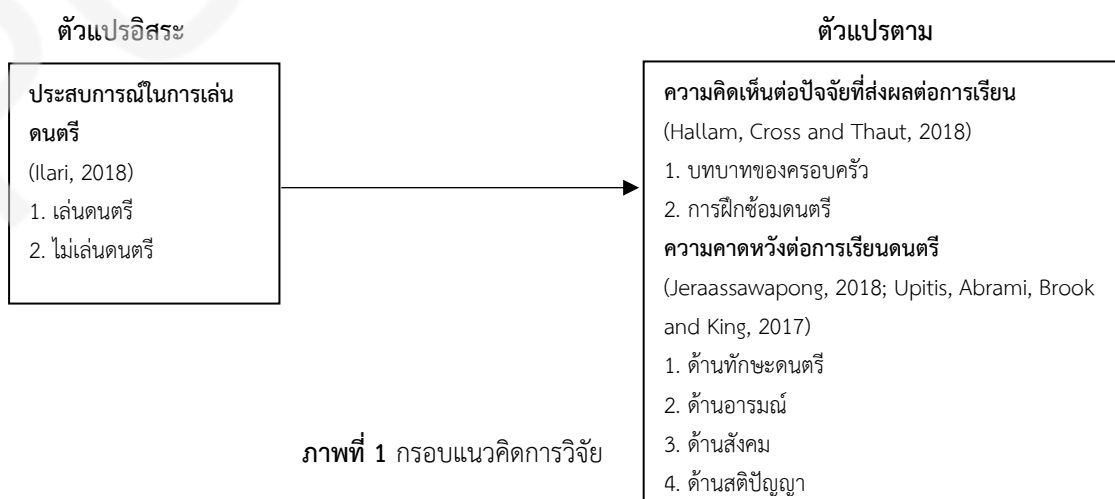 ตัวแปรอิสระ
ประสบการณ์ในการเล่น
ดนตรี
(Ilari, 2018)
1. เล่นดนตรี
2. ไม่เล่นดนตรี
ตัวแปรตาม
ความคิดเห็นต่อปัจจัยที่ส่งผลต่อการเรียน
(Hallam, Cross and Thaut, 2018)
1. บทบาทของครอบครัว
2. การฝึกซ้อมดนตรี
ความคาดหวังต่อการเรียนดนตรี
(Jeraassawapong, 2018; Upitis, Abrami, Brook
and King, 2017)
1. ด้านทักษะดนตรี
2. ด้านอารมณ์
3. ด้านสังคม
4. ด้านสติปัญญา
ภาพที่ 1 กรอบแนวคิดการวิจัย